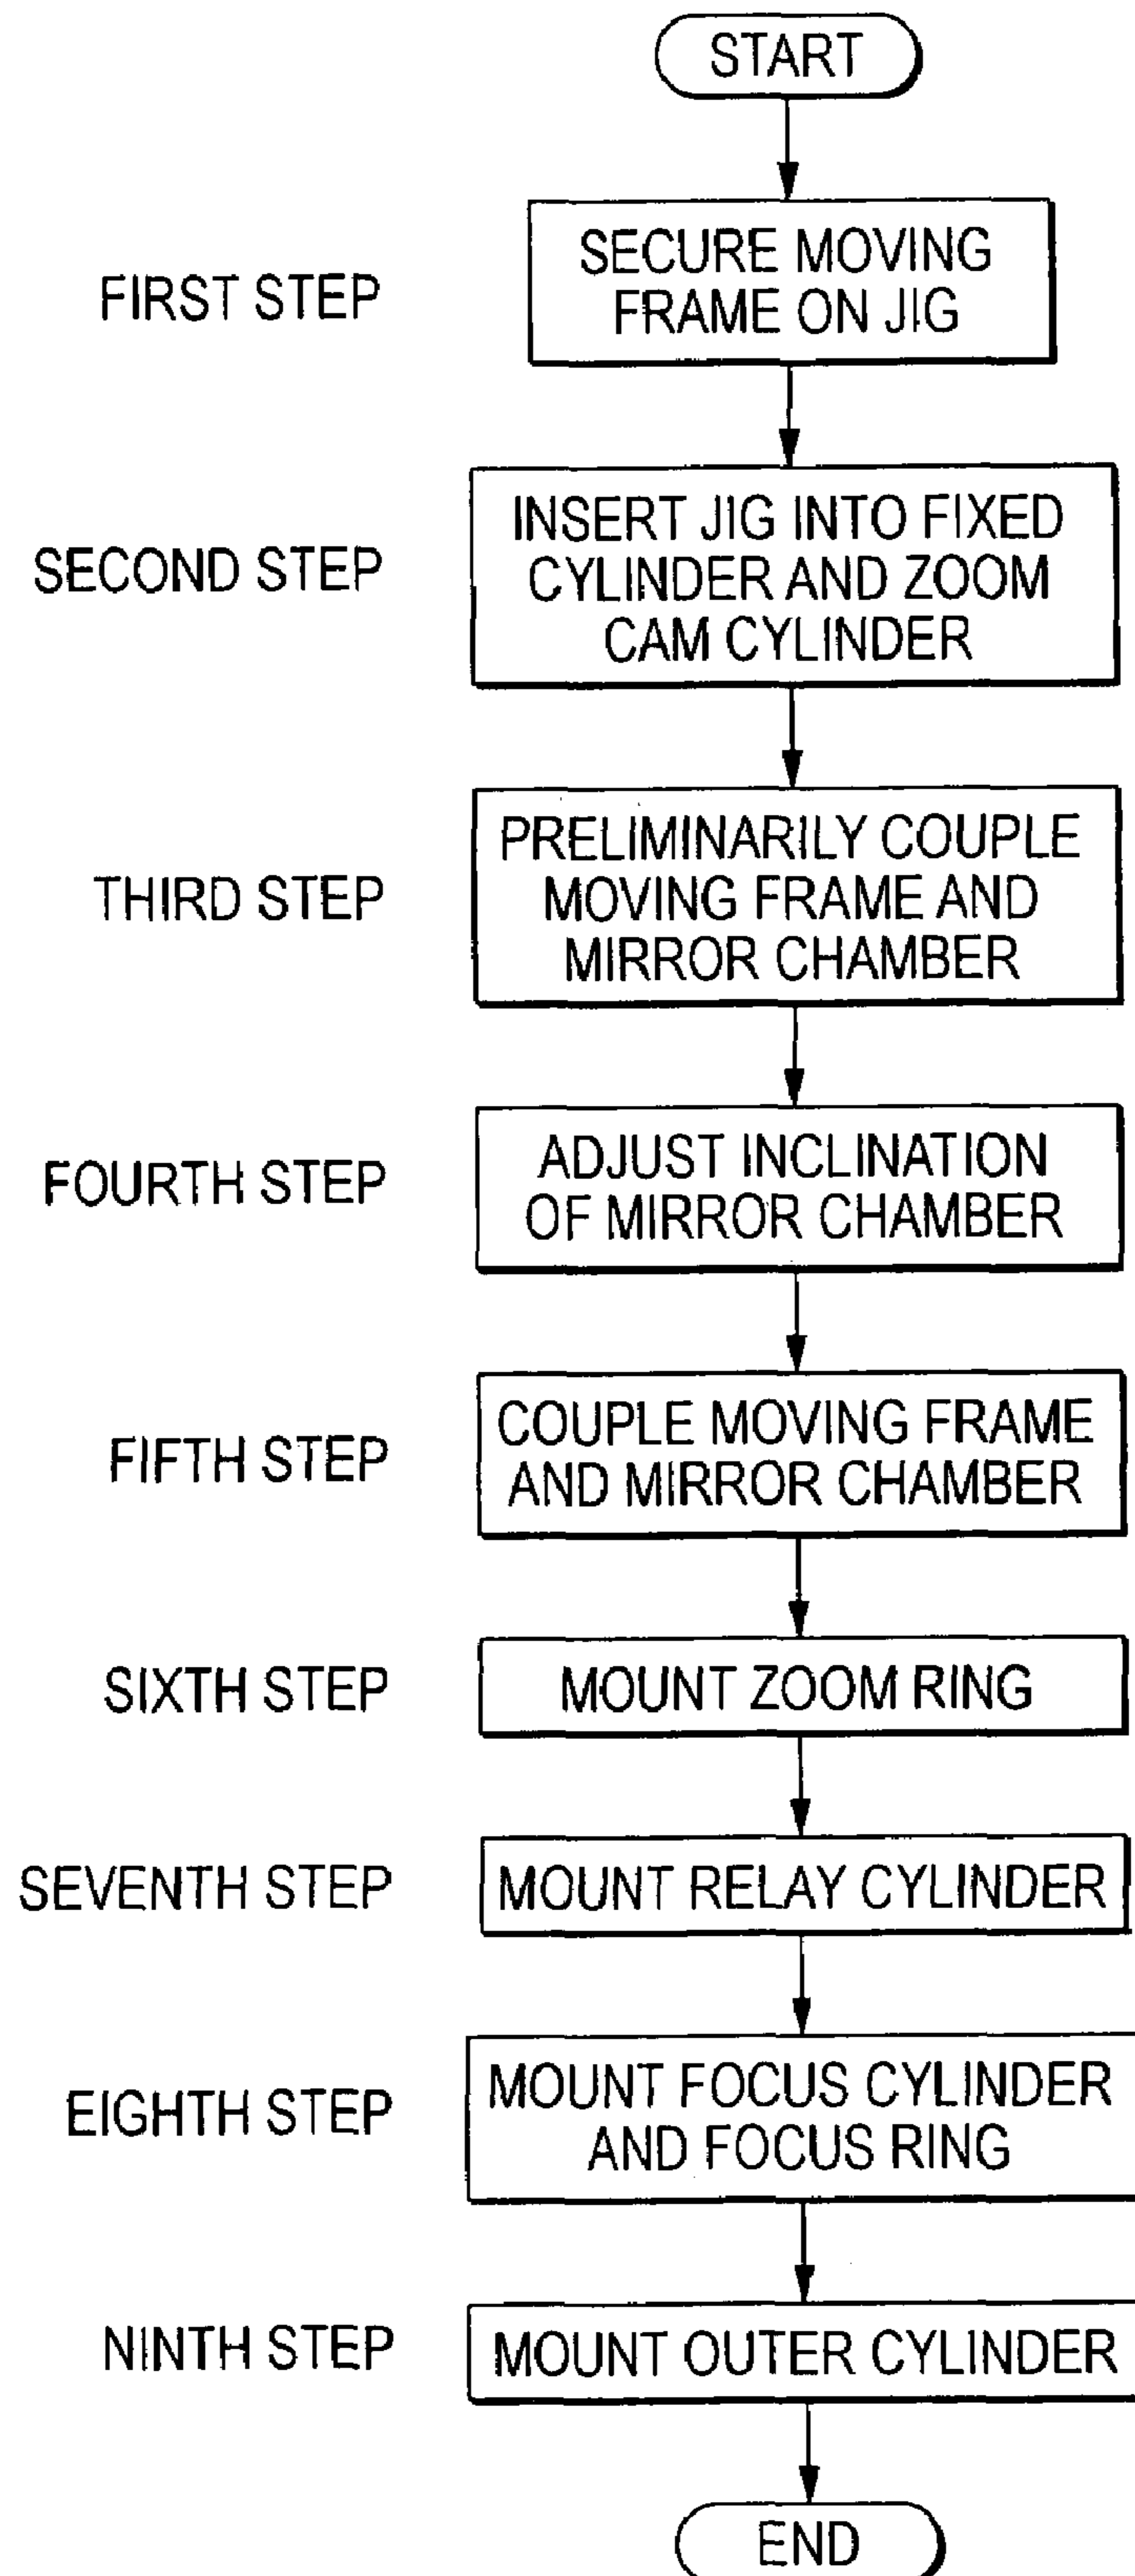 START
FIRST STEP
SECURE MOVING
FRAME ON JIG
SECOND STEP
INSERT JIG INTO FIXED
CYLINDER AND ZOOM
CAM CYLINDER
THIRD STEP
PRELIMINARILY COUPLE
MOVING FRAME AND
MIRROR CHAMBER
FOURTH STEP
ADJUST INCLINATION
OF MIRROR CHAMBER
FIFTH STEP
COUPLE MOVING FRAME
AND MIRROR CHAMBER
SIXTH STEP
MOUNT ZOOM RING
SEVENTH STEP
MOUNT RELAY CYLINDER
EIGHTH STEP
MOUNT FOCUS CYLINDER
AND FOCUS RING
NINTH STEP
MOUNT OUTER CYLINDER
END